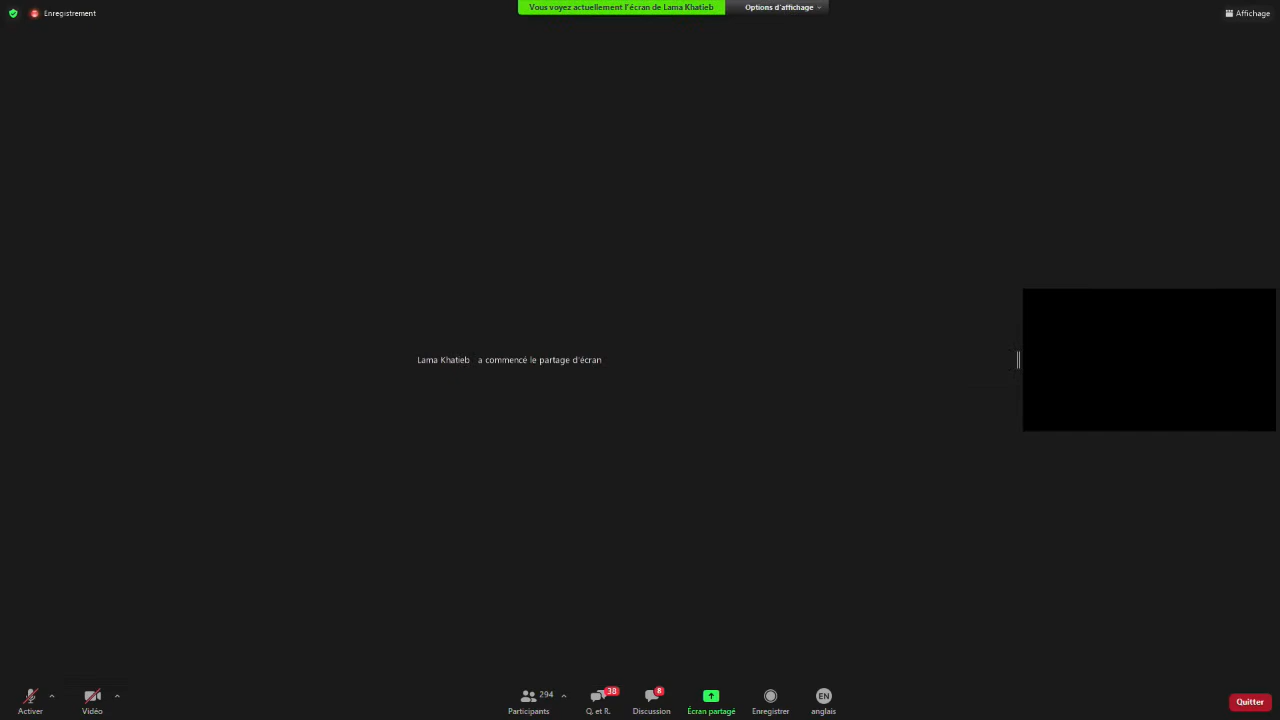 Enregistrement
Vous voyez actuellement l'écran de Lama Khatieb
Options d'affichage
Affichage
Lama Khatieb a commencé le partage d'écran
Activer
Vidéo
294
Participants
38
Q. et R.
8
Discussion
Écran partagé
Enregistrer
EN
anglais
Quitter